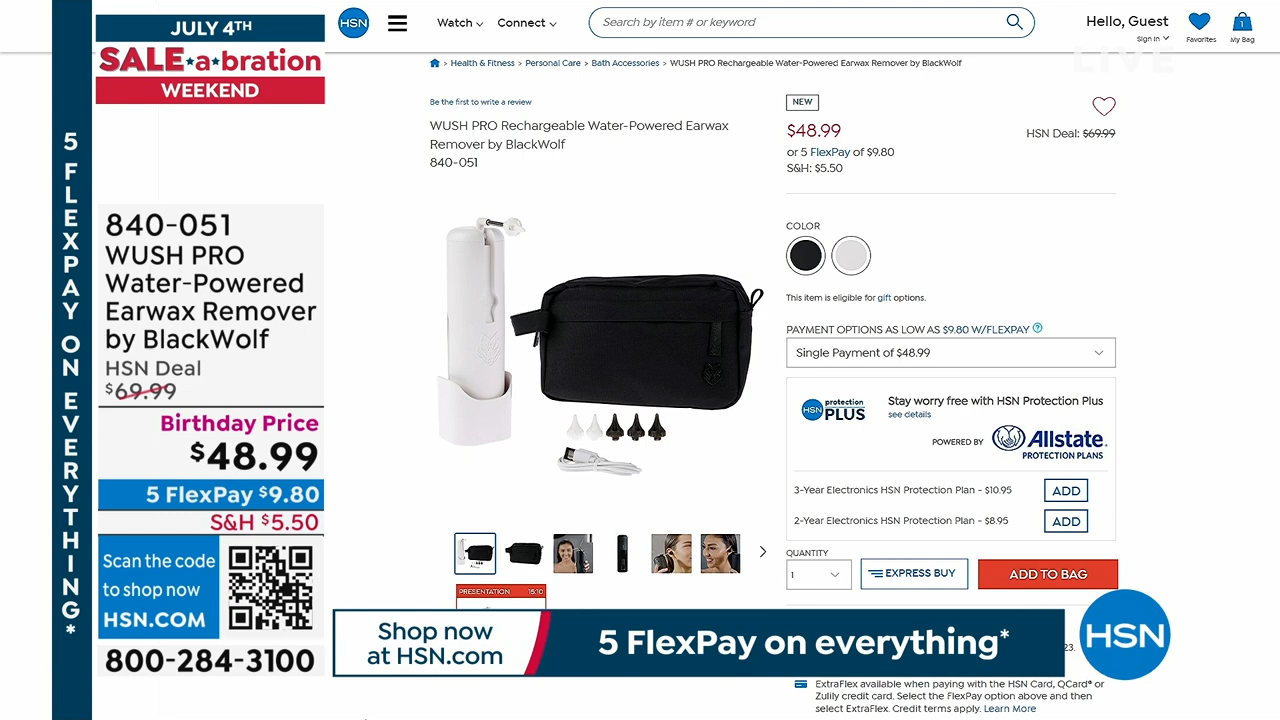 5 FLEXPAY ON EVERYTHING*
JULY 4TH
SALE★a★bration
WEEKEND
840-051
WUSH PRO
Water-Powered
Earwax Remover
by BlackWolf
HSN Deal
$69.99
Birthday Price
$48.99
5 FlexPay $9.80
S&H $5.50
Scan the code
to shop now
HSN.COM
800-284-3100
HSN
Watch
Connect
Search by item # or keyword
Hello, Guest
Sign In
Favorites
1
My Bag
LIVE
> Health & Fitness > Personal Care > Bath Accessories > WUSH PRO Rechargeable Water-Powered Earwax Remover by BlackWolf
Be the first to write a review
WUSH PRO Rechargeable Water-Powered Earwax
Remover by BlackWolf
840-051
NEW
$48.99
HSN Deal: $69.99
or 5 FlexPay of $9.80
S&H: $5.50
COLOR
This item is eligible for gift options.
PAYMENT OPTIONS AS LOW AS $9.80 W/FLEXPAY
Single Payment of $48.99
HSN protection PLUS
Stay worry free with HSN Protection Plus
see details
POWERED BY Allstate.
PROTECTION PLANS
3-Year Electronics HSN Protection Plan - $10.95 ADD
2-Year Electronics HSN Protection Plan - $8.95 ADD
QUANTITY
1
EXPRESS BUY
ADD TO BAG
PRESENTATION 15:10
Shop now
at HSN.com
5 FlexPay on everything*
HSN
23.
ExtraFlex available when paying with the HSN Card, QCard® or
Zulily credit card. Select the FlexPay option above and then
select ExtraFlex. Credit terms apply. Learn More